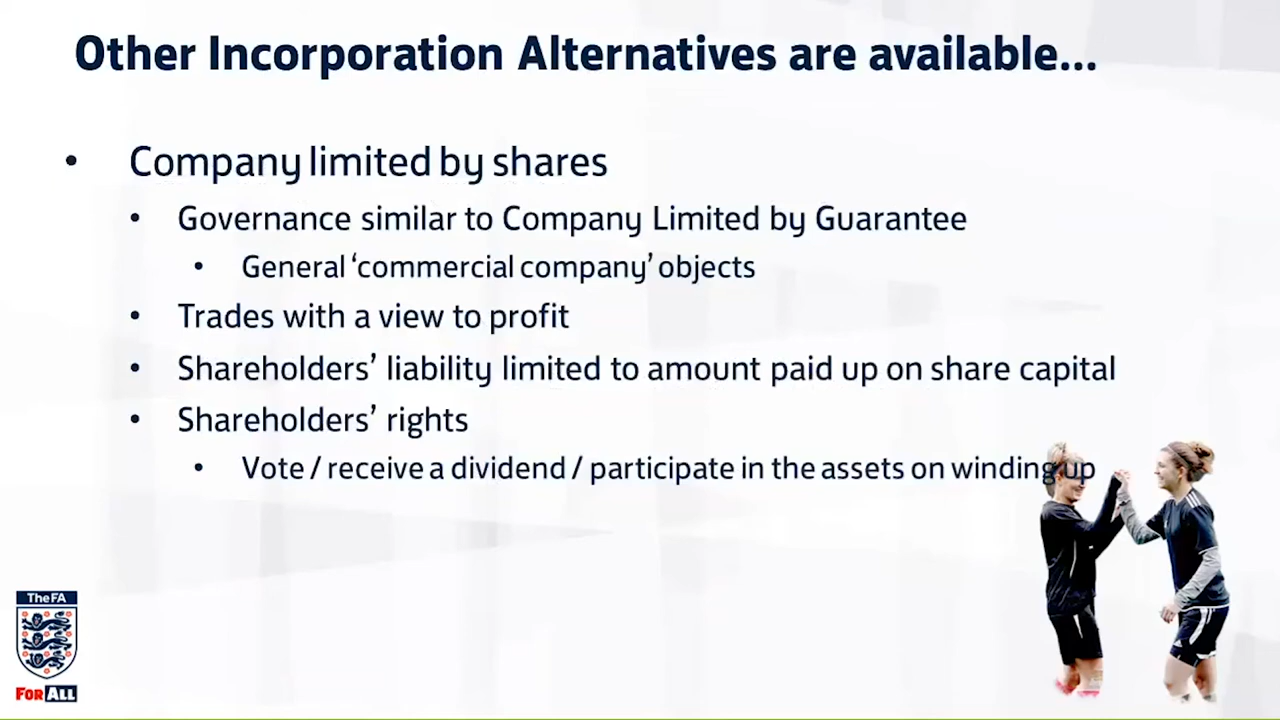 Other Incorporation Alternatives are available...
• Company limited by shares
• Governance similar to Company Limited by Guarantee
• General ‘commercial company’ objects
• Trades with a view to profit
• Shareholders’ liability limited to amount paid up on share capital
• Shareholders’ rights
• Vote / receive a dividend / participate in the assets on winding up
The FA
FOR ALL